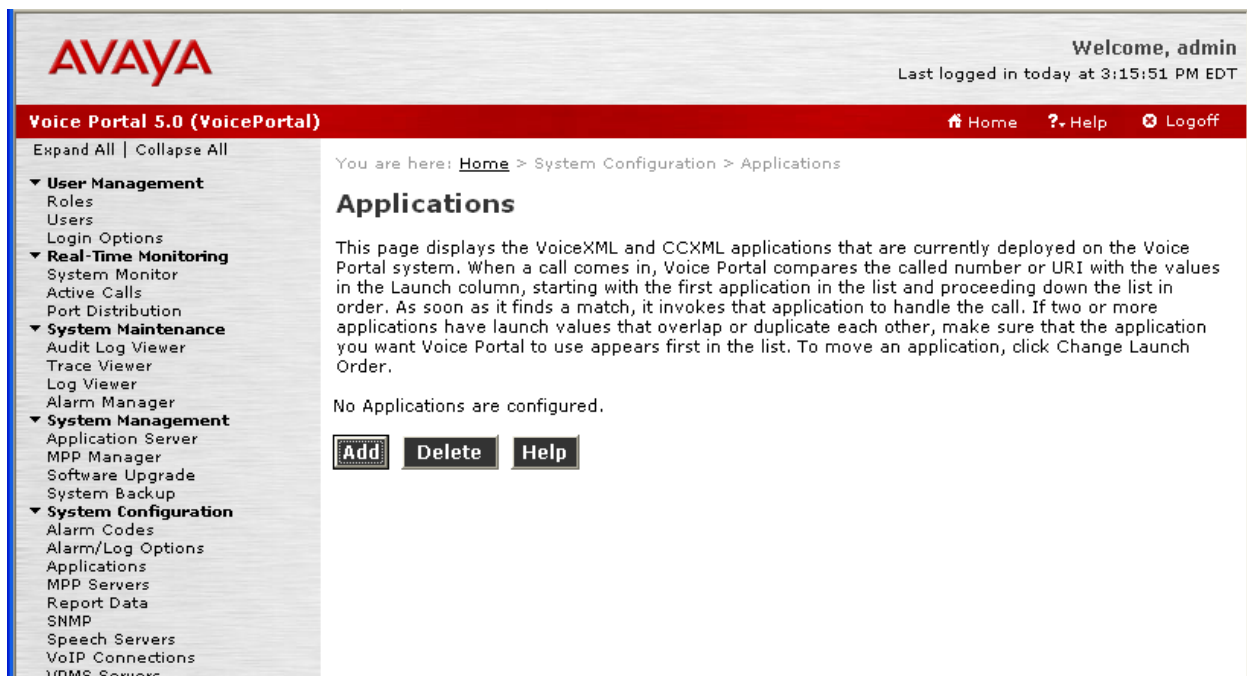 AVAYA
Welcome, admin
Last logged in today at 3:15:51 PM EDT
Voice Portal 5.0 (VoicePortal)
Home ? Help Logoff
Expand All | Collapse All
▼ User Management
Roles
Users
Login Options
▼ Real-Time Monitoring
System Monitor
Active Calls
Port Distribution
▼ System Maintenance
Audit Log Viewer
Trace Viewer
Log Viewer
Alarm Manager
▼ System Management
Application Server
MPP Manager
Software Upgrade
System Backup
▼ System Configuration
Alarm Codes
Alarm/Log Options
Applications
MPP Servers
Report Data
SNMP
Speech Servers
VoIP Connections
VPMS Servers
You are here: Home > System Configuration > Applications
Applications
This page displays the VoiceXML and CCXML applications that are currently deployed on the Voice
Portal system. When a call comes in, Voice Portal compares the called number or URI with the values
in the Launch column, starting with the first application in the list and proceeding down the list in
order. As soon as it finds a match, it invokes that application to handle the call. If two or more
applications have launch values that overlap or duplicate each other, make sure that the application
you want Voice Portal to use appears first in the list. To move an application, click Change Launch
Order.
No Applications are configured.
Add Delete Help